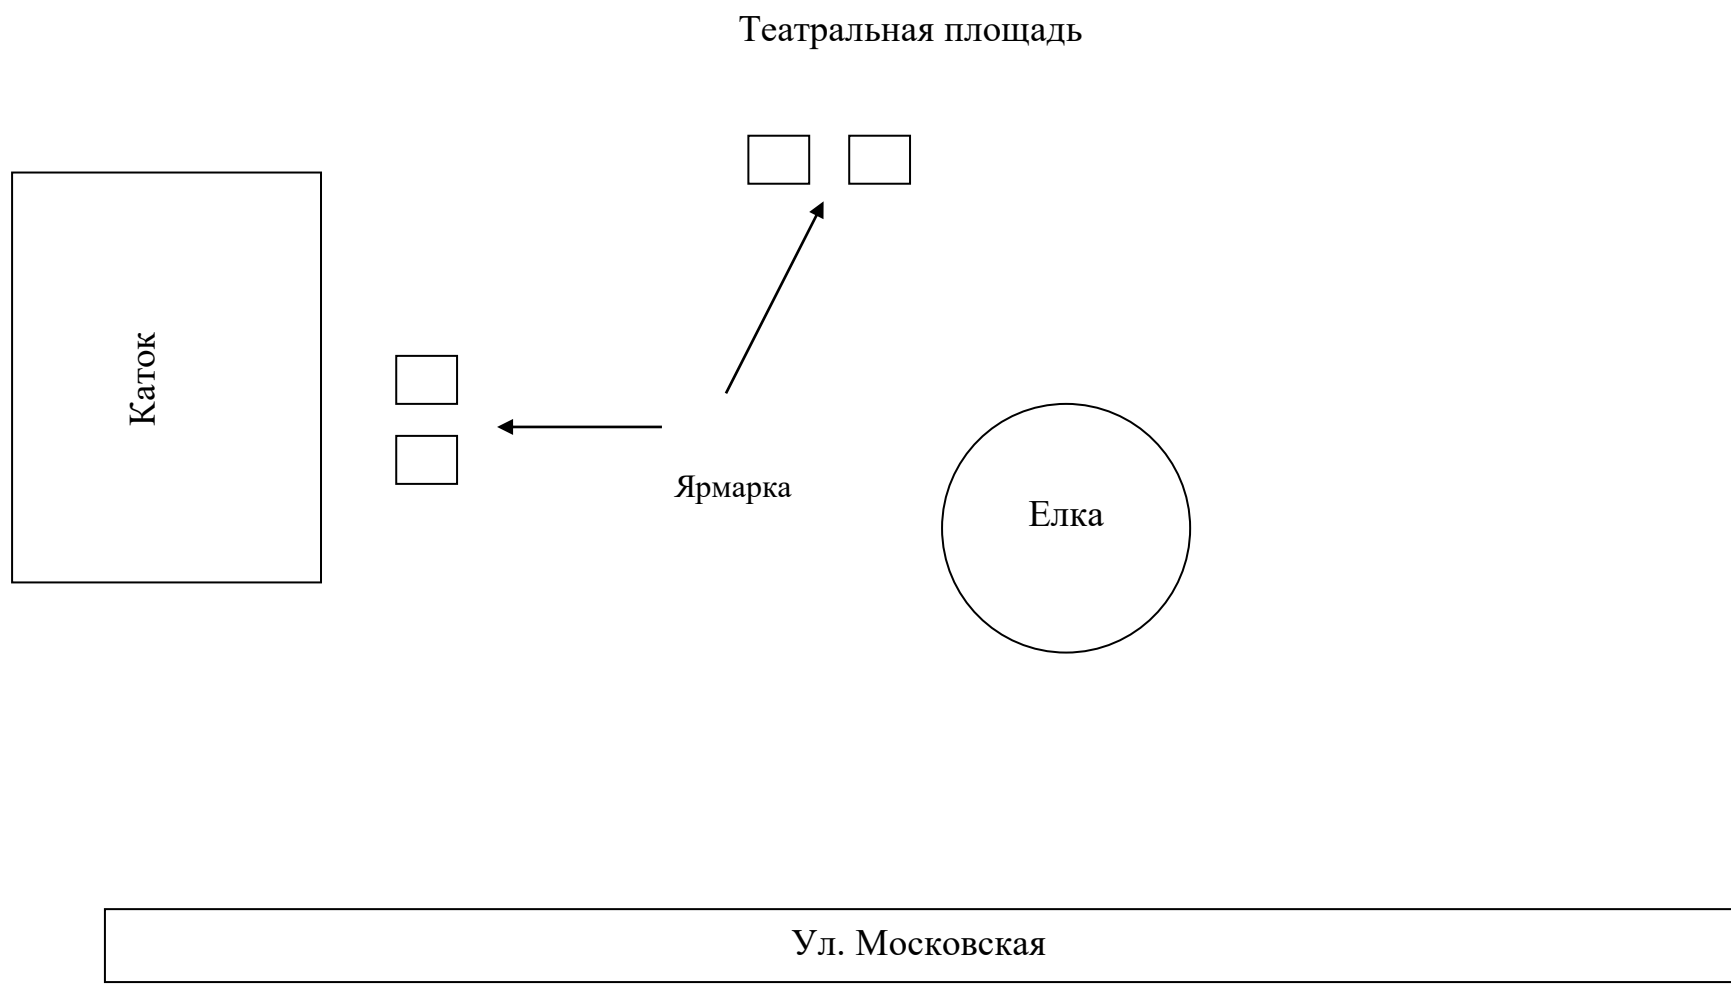 Театральная площадь
Каток
Ярмарка
Елка
Ул. Московская